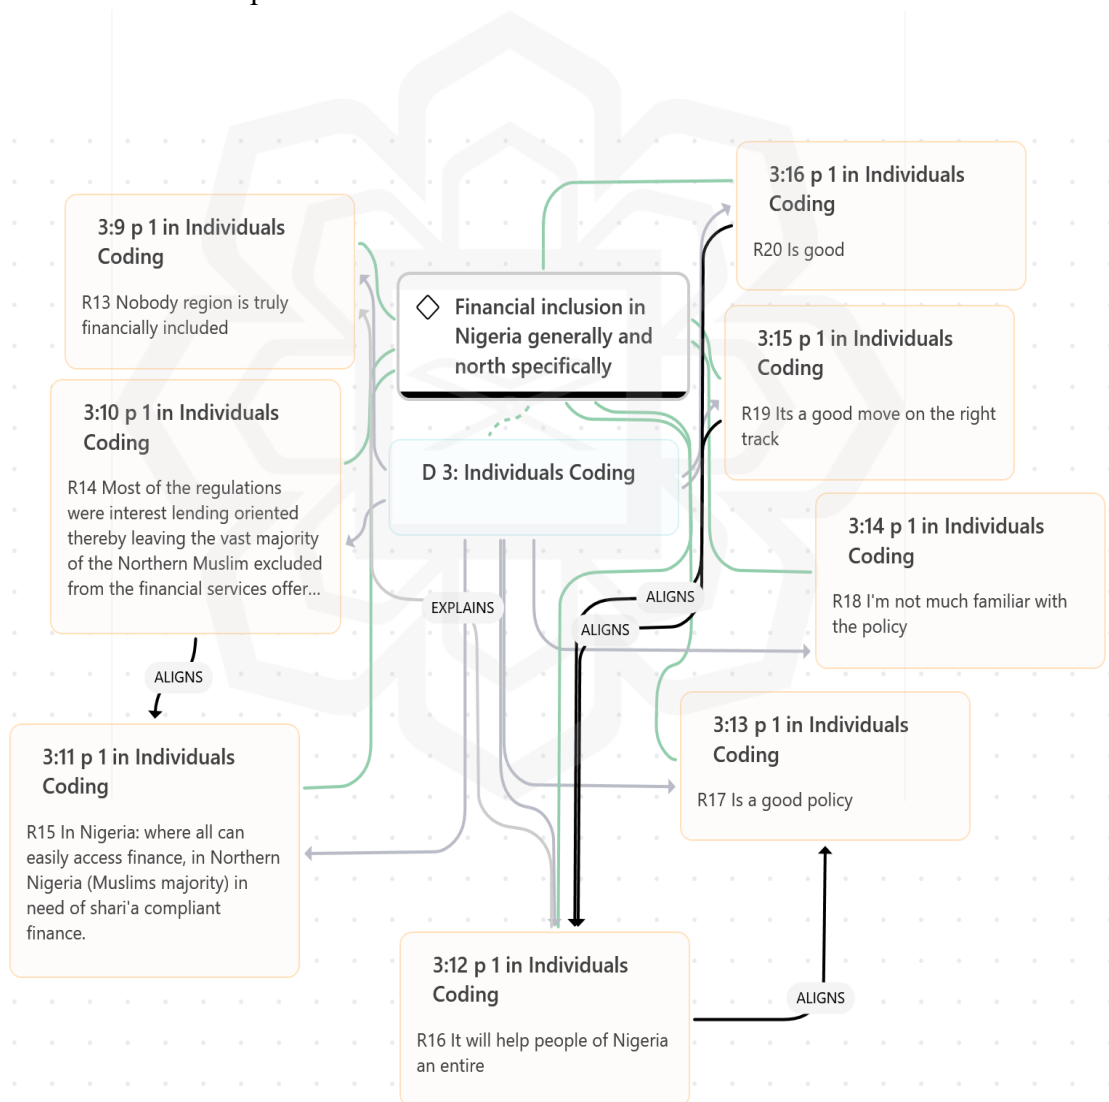 3:16 p 1 in Individuals
Coding
R20 Is good
3:9 p 1 in Individuals
Coding
R13 Nobody region is truly
financially included
Financial inclusion in
Nigeria generally and
north specifically
3:15 p 1 in Individuals
Coding
R19 Its a good move on the right
track
3:10 p 1 in Individuals
Coding
R14 Most of the regulations
were interest lending oriented
thereby leaving the vast majority
of the Northern Muslim excluded
from the financial services offer...
D 3: Individuals Coding
3:14 p 1 in Individuals
Coding
R18 I'm not much familiar with
the policy
EXPLAINS
ALIGNS
ALIGNS
ALIGNS
3:11 p 1 in Individuals
Coding
R15 In Nigeria: where all can
easily access finance, in Northern
Nigeria (Muslims majority) in
need of shari'a compliant
finance.
3:13 p 1 in Individuals
Coding
R17 Is a good policy
3:12 p 1 in Individuals
Coding
R16 It will help people of Nigeria
an entire
ALIGNS